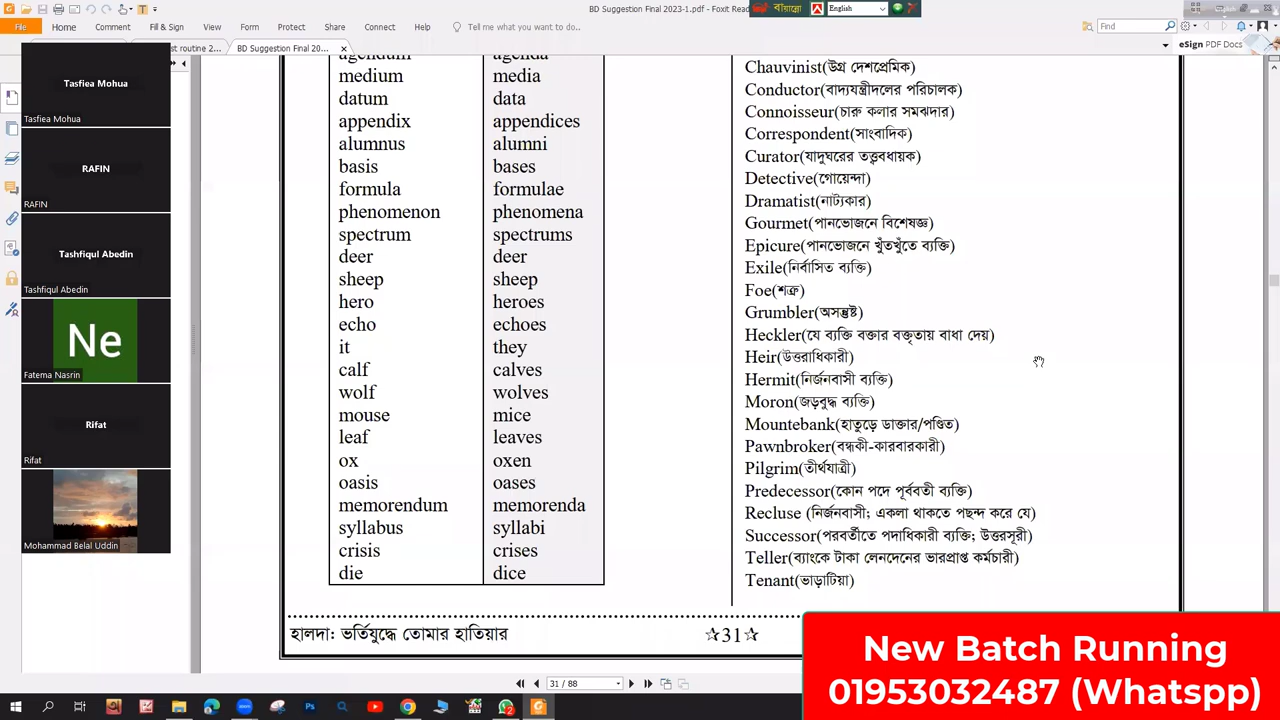 BD Suggestion Final 2023-1.pdf - Foxit Rea
English
File
Home
Comment
View
Form
Protect
Share
Connect
Help
Tell me what you want to do...
Find
st routine 2...
BD Suggestion Final 20...
eSign PDF Docs
Tasfiea Mohua
Tasfiea Mohua
RAFIN
RAFIN
Tashfiqul Abedin
Tashfiqul Abedin
Ne
Fatema Nasrin
Rifat
Rifat
Mohammad Belal Uddin
agendum agenda
medium media
datum data
appendix appendices
alumnus alumni
basis bases
formula formulae
phenomenon phenomena
spectrum spectrums
deer deer
sheep sheep
hero heroes
echo echoes
it they
calf calves
wolf wolves
mouse mice
leaf leaves
ox oxen
oasis oases
memorendum memorenda
syllabus syllabi
crisis crises
die dice
Chauvinist(উগ্র দেশপ্রেমিক)
Conductor(বাদ্যযন্ত্রীদলের পরিচালক)
Connoisseur(চারু কলার সমঝদার)
Correspondent(সাংবাদিক)
Curator(যাদুঘরের তত্ত্ববধায়ক)
Detective(গোয়েন্দা)
Dramatist(নাট্যকার)
Gourmet(পানভোজনে বিশেষজ্ঞ)
Epicure(পানভোজনে খুঁতখুঁতে ব্যক্তি)
Exile(নির্বাসিত ব্যক্তি)
Foe(শত্রু)
Grumbler(অসন্তুষ্ট)
Heckler(যে ব্যক্তি বক্তার বক্তৃতায় বাধা দেয়)
Heir(উত্তরাধিকারী)
Hermit(নির্জনবাসী ব্যক্তি)
Moron(জড়বুদ্ধ ব্যক্তি)
Mountebank(হাতুড়ে ডাক্তার/পণ্ডিত)
Pawnbroker(বন্ধকী-কারবারকারী)
Pilgrim(তীর্থযাত্রী)
Predecessor(কোন পদে পূর্ববর্তী ব্যক্তি)
Recluse (নির্জনবাসী; একলা থাকতে পছন্দ করে যে)
Successor(পরবর্তীতে পদাধিকারী ব্যক্তি; উত্তরসূরী)
Teller(ব্যাংকে টাকা লেনদেনের ভারপ্রাপ্ত কর্মচারী)
Tenant(ভাড়াটিয়া)
হালদা: ভর্তিযুদ্ধে তোমার হাতিয়ার
☆31☆
31 / 88
New Batch Running
01953032487 (Whatspp)